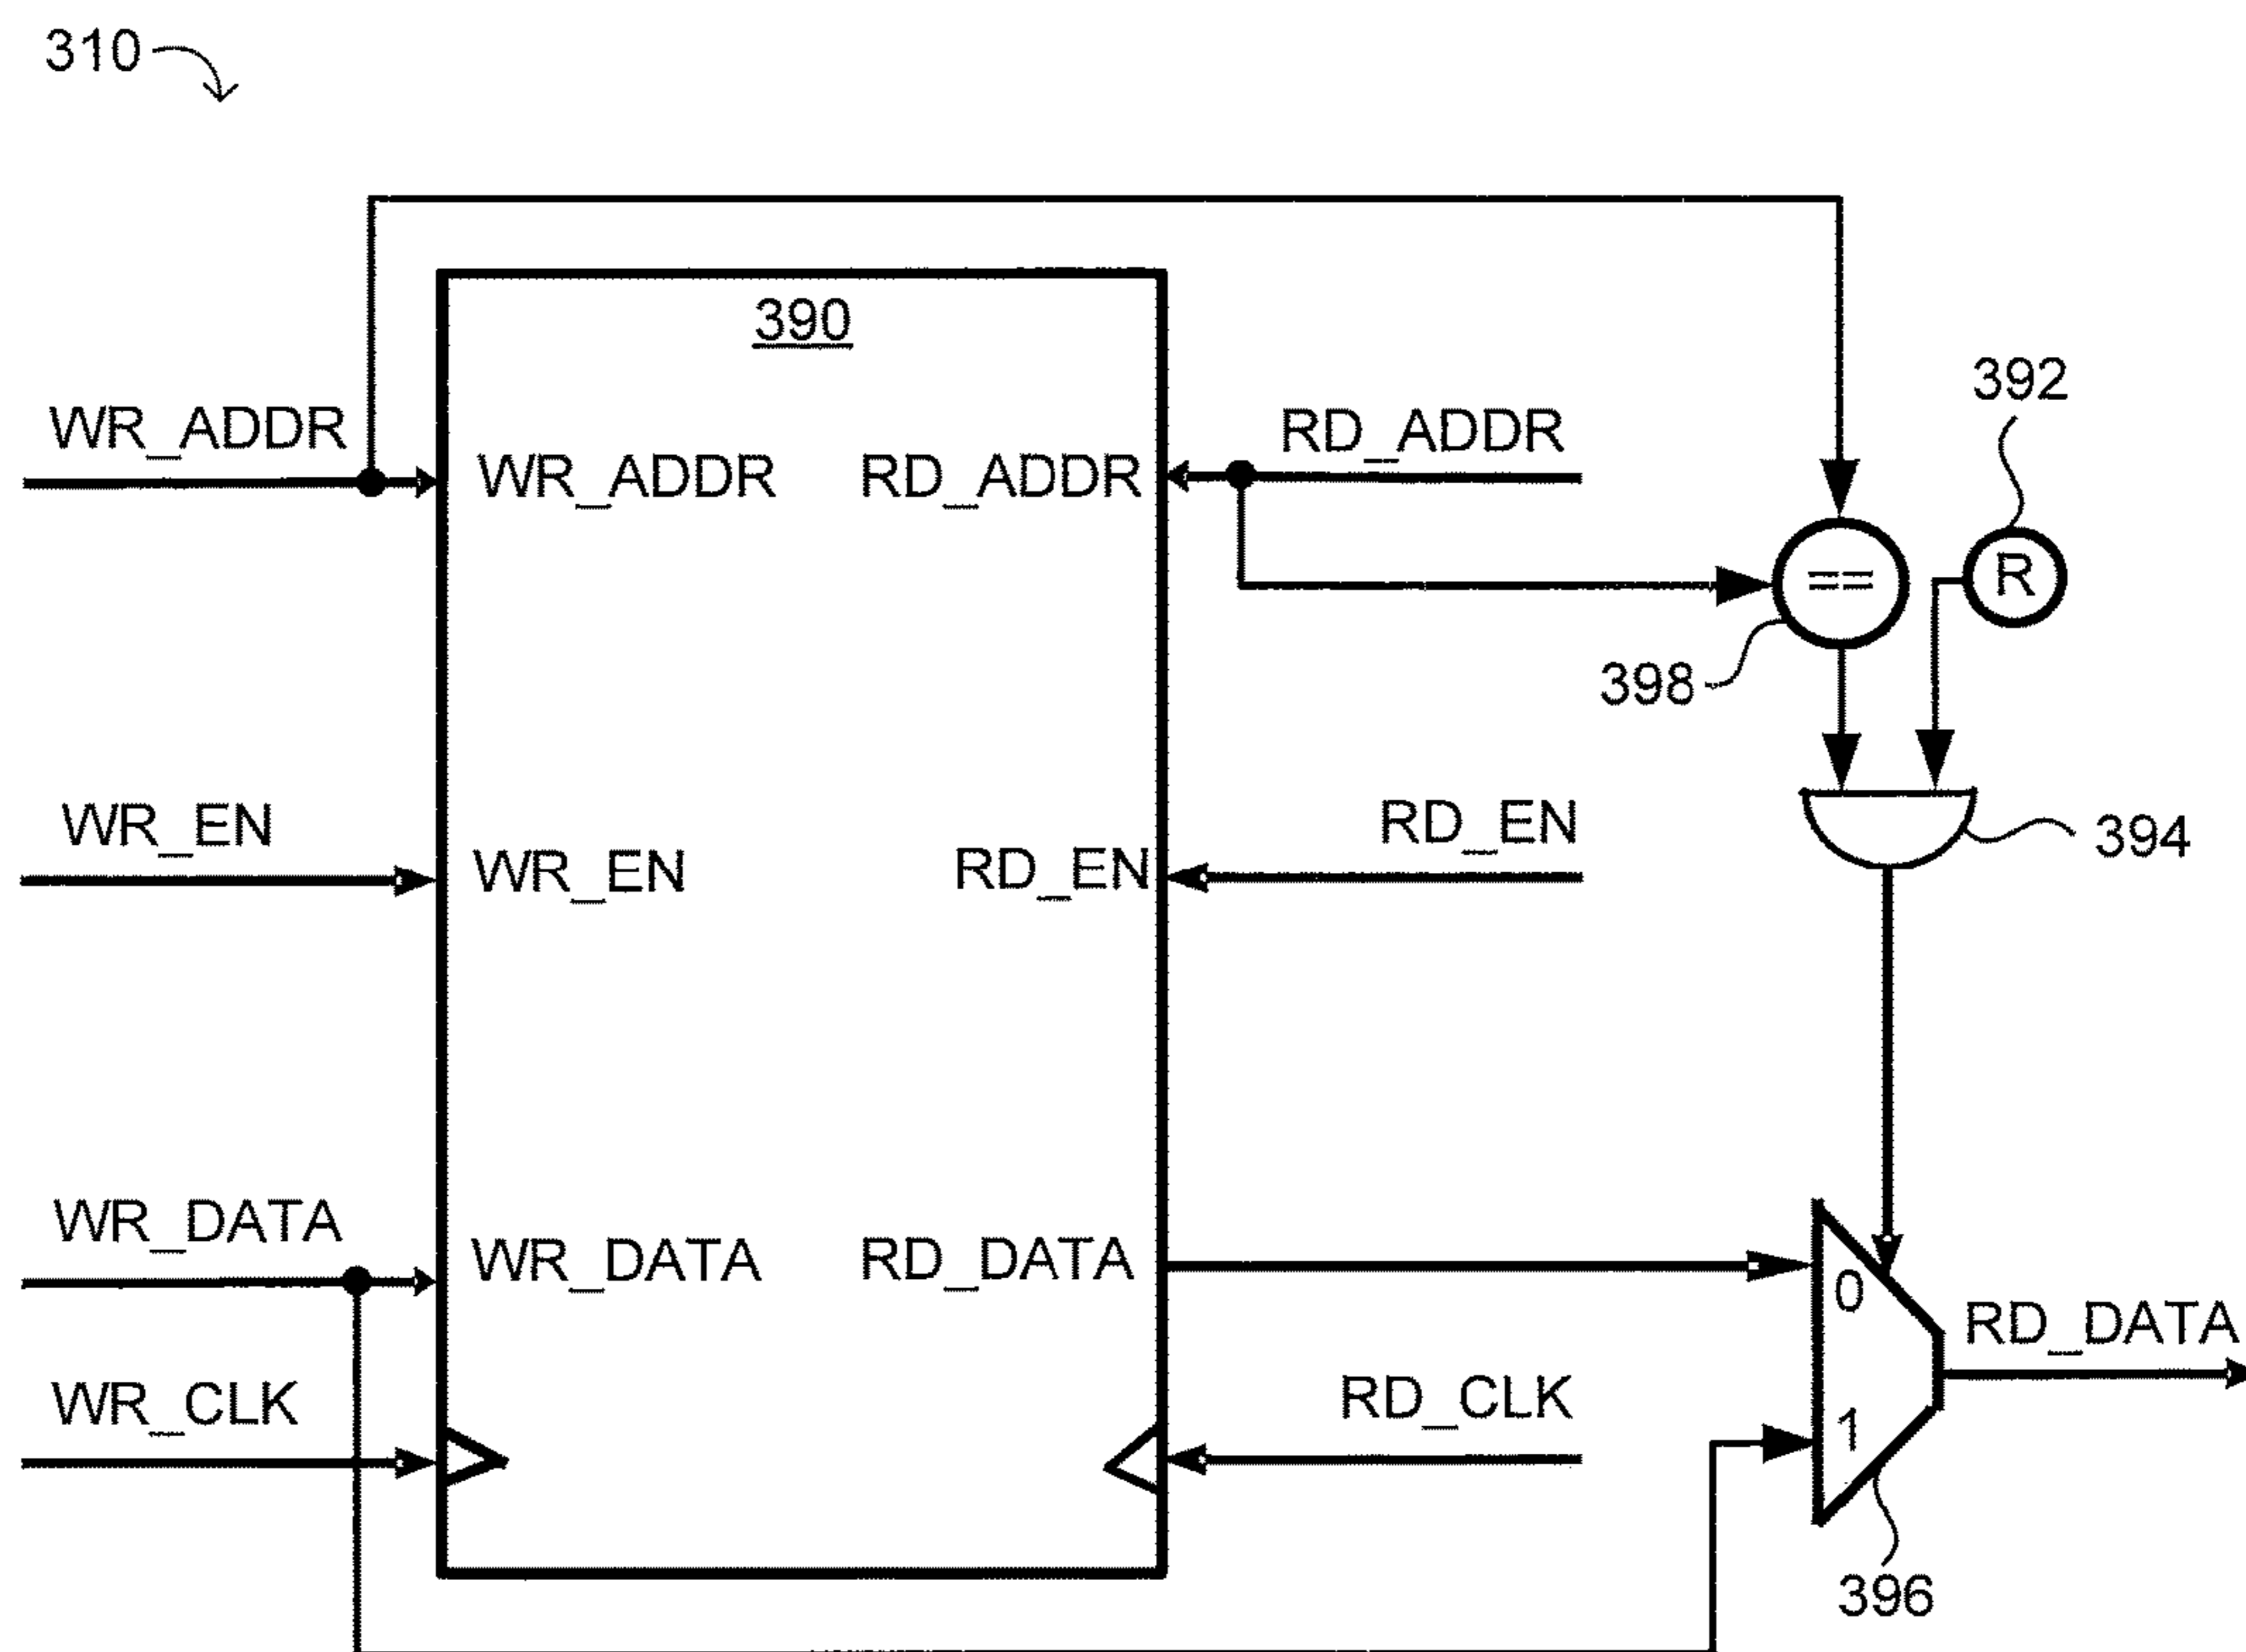 310
390
392
WR_ADDR
RD_ADDR
WR_ADDR
RD_ADDR
==
R
398
WR_EN
RD_EN
394
WR_EN
RD_EN
WR_DATA
WR_DATA
RD_DATA
0
RD_DATA
WR_CLK
RD_CLK
1
396